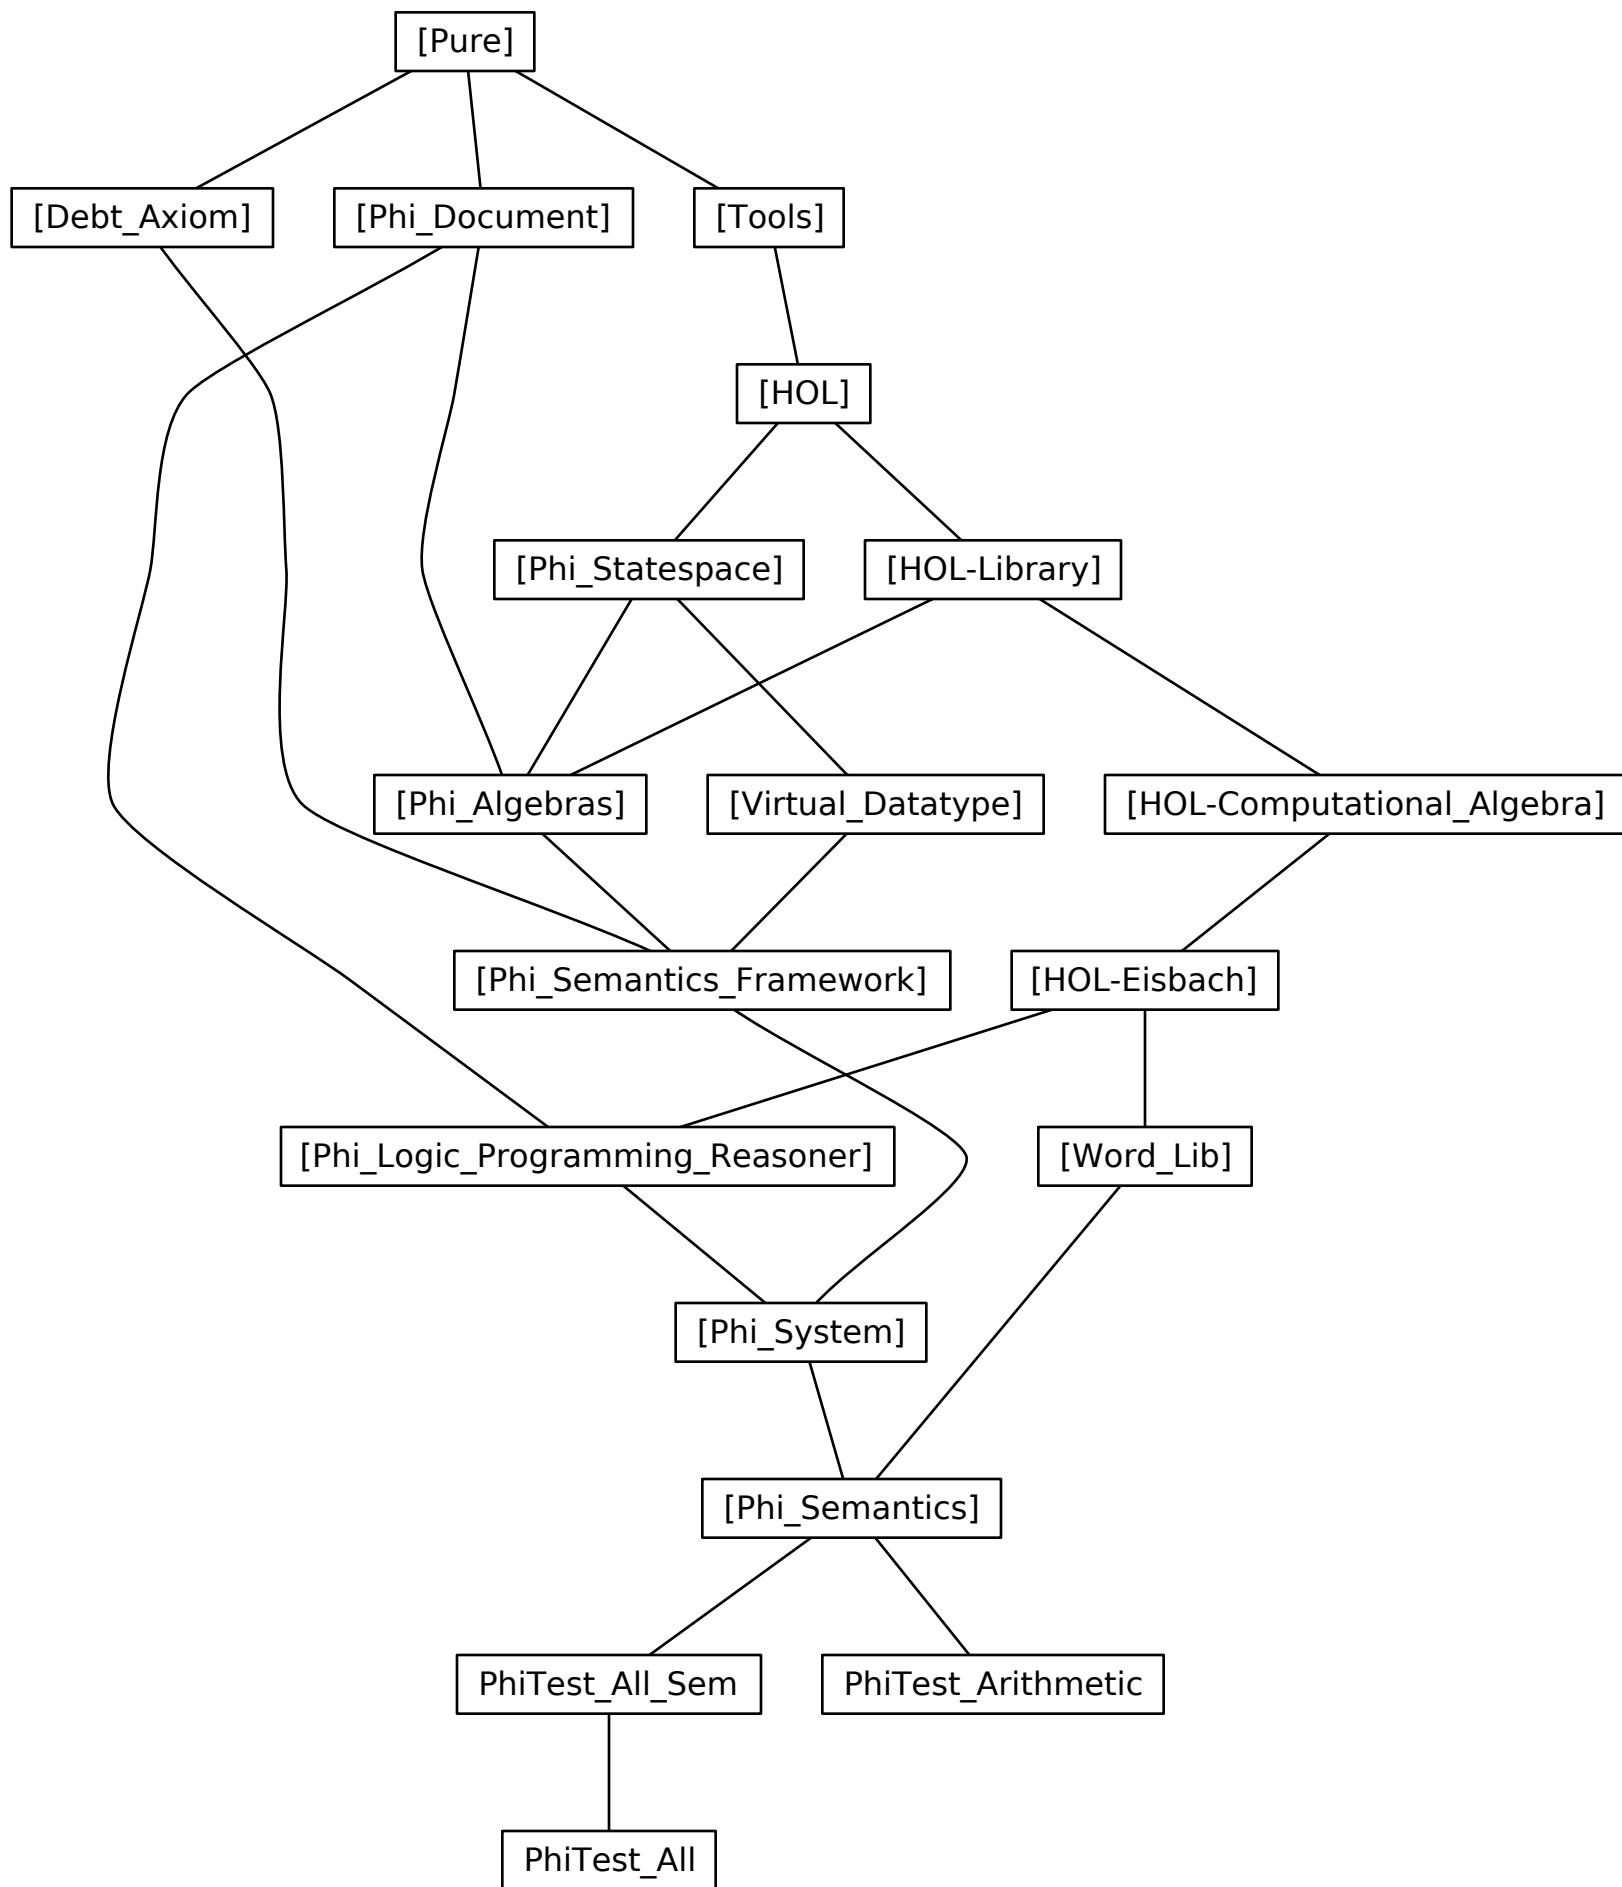 [Pure]
[Debt_Axiom]
[Phi_Document]
[Tools]
[HOL]
[Phi_Statespace]
[HOL-Library]
[Phi_Algebras]
[Virtual_Datatype]
[HOL-Computational_Algebra]
[Phi_Semantics_Framework]
[HOL-Eisbach]
[Phi_Logic_Programming_Reasoner]
[Word_Lib]
[Phi_System]
[Phi_Semantics]
PhiTest_All_Sem
PhiTest_Arithmetic
PhiTest_All